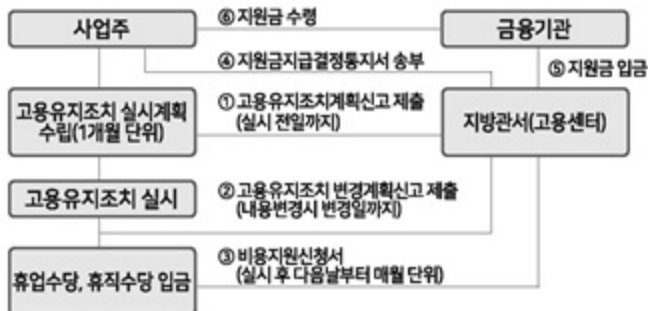 사업주
⑥ 지원금 수령
금융기관
④ 지원금지급결정통지서 송부
⑤ 지원금 입금
고용유지조치 실시계획
수립(1개월 단위)
① 고용유지조치계획신고 제출
(실시 전일까지)
지방관서(고용센터)
고용유지조치 실시
② 고용유지조치 변경계획신고 제출
(내용변경시 변경일까지)
휴업수당, 휴직수당 입금
③ 비용지원신청서
(실시 후 다음날부터 매월 단위)